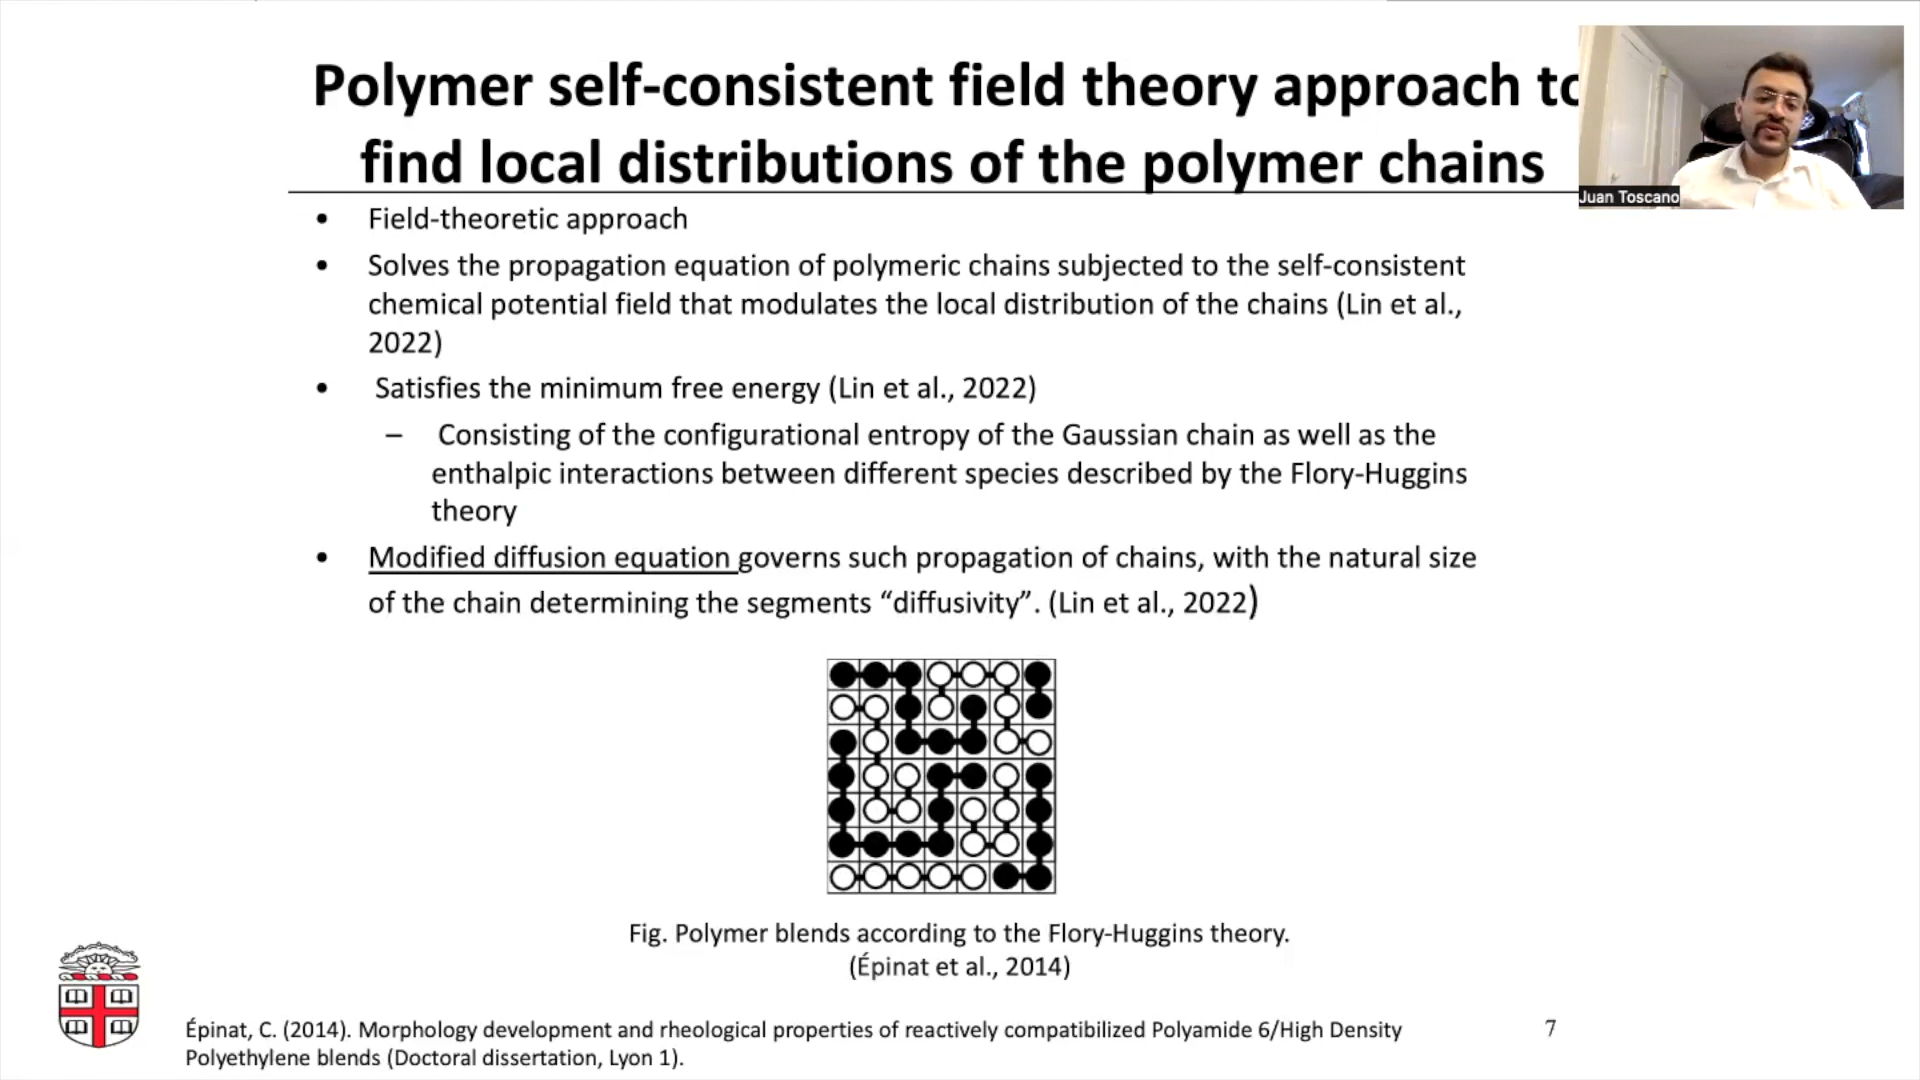 Polymer self-consistent field theory approach to
find local distributions of the polymer chains
Juan Toscano
• Field-theoretic approach
• Solves the propagation equation of polymeric chains subjected to the self-consistent
chemical potential field that modulates the local distribution of the chains (Lin et al.,
2022)
• Satisfies the minimum free energy (Lin et al., 2022)
– Consisting of the configurational entropy of the Gaussian chain as well as the
enthalpic interactions between different species described by the Flory-Huggins
theory
• Modified diffusion equation governs such propagation of chains, with the natural size
of the chain determining the segments “diffusivity”. (Lin et al., 2022)
Fig. Polymer blends according to the Flory-Huggins theory.
(Épinat et al., 2014)
Épinat, C. (2014). Morphology development and rheological properties of reactively compatibilized Polyamide 6/High Density
Polyethylene blends (Doctoral dissertation, Lyon 1).
7